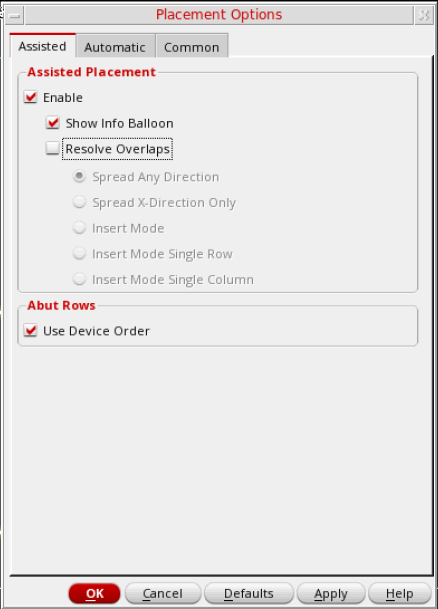 Placement Options
Assisted Automatic Common
Assisted Placement
Enable
Show Info Balloon
Resolve Overlaps
Spread Any Direction
Spread X-Direction Only
Insert Mode
Insert Mode Single Row
Insert Mode Single Column
Abut Rows
Use Device Order
OK Cancel Defaults Apply Help